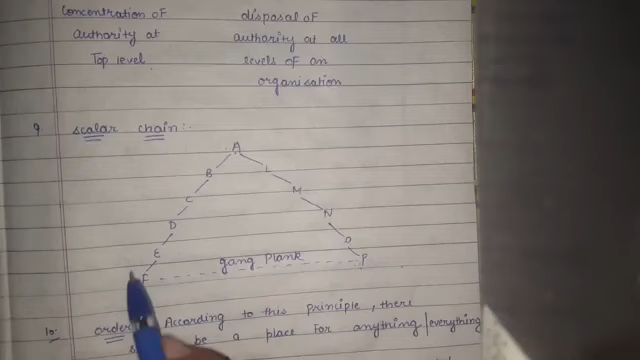 Concentration of disposal of
authority at authority at all
Top level. levels of an
organisation
9. scalar chain:-
A
B L
C M
D N
E O
F gang Plank P
10:- order According to this principle, there
be a place for anything/everything